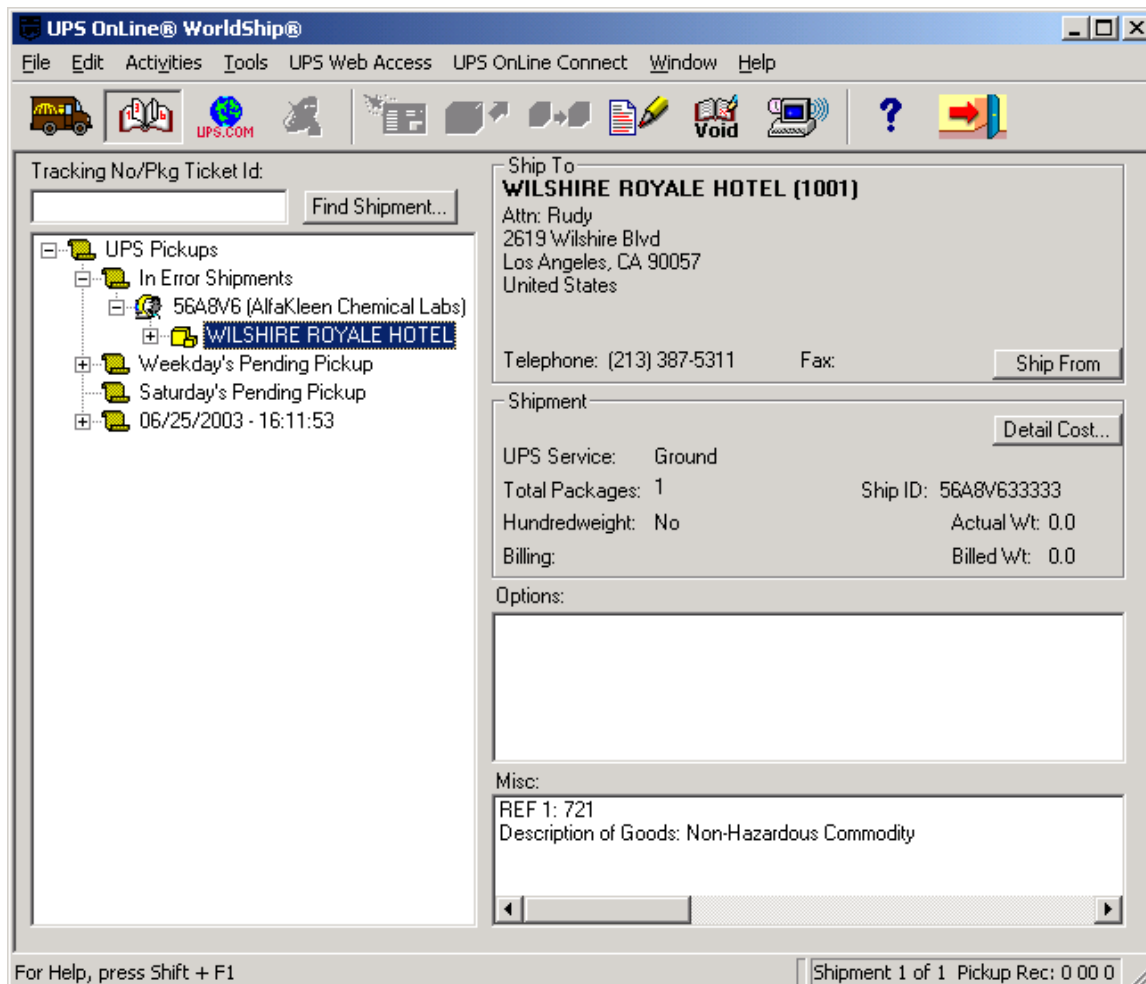 UPS OnLine® WorldShip®
File Edit Activities Tools UPS Web Access UPS OnLine Connect Window Help
UPS.COM
Void
?
Tracking No/Pkg Ticket Id:
Find Shipment...
UPS Pickups
In Error Shipments
56A8V6 (AlfaKleen Chemical Labs)
WILSHIRE ROYALE HOTEL
Weekday's Pending Pickup
Saturday's Pending Pickup
06/25/2003 - 16:11:53
Ship To
WILSHIRE ROYALE HOTEL (1001)
Attn: Rudy
2619 Wilshire Blvd
Los Angeles, CA 90057
United States
Telephone: (213) 387-5311 Fax:
Ship From
Shipment
Detail Cost...
UPS Service: Ground
Total Packages: 1 Ship ID: 56A8V633333
Hundredweight: No Actual Wt: 0.0
Billing: Billed Wt: 0.0
Options:
Misc:
REF 1: 721
Description of Goods: Non-Hazardous Commodity
For Help, press Shift + F1
Shipment 1 of 1 Pickup Rec: 0 00 0